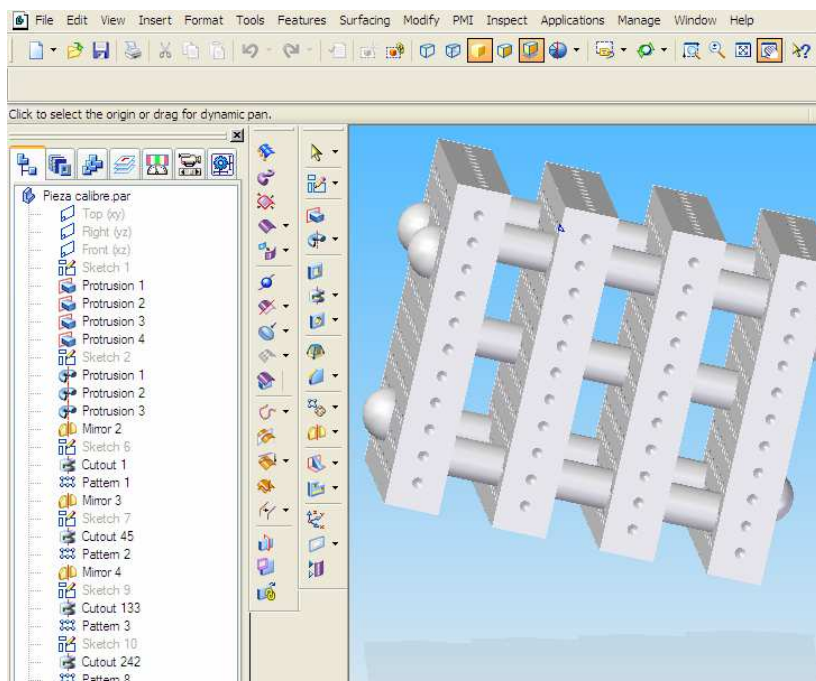 File Edit View Insert Format Tools Features Surfacing Modify PMI Inspect Applications Manage Window Help
Click to select the origin or drag for dynamic pan.
Pieza calibre.par
Top (xy)
Right (yz)
Front (xz)
Sketch 1
Protrusion 1
Protrusion 2
Protrusion 3
Protrusion 4
Sketch 2
Protrusion 1
Protrusion 2
Protrusion 3
Mirror 2
Sketch 6
Cutout 1
Pattern 1
Mirror 3
Sketch 7
Cutout 45
Pattern 2
Mirror 4
Sketch 9
Cutout 133
Pattern 3
Sketch 10
Cutout 242
Pattern 8